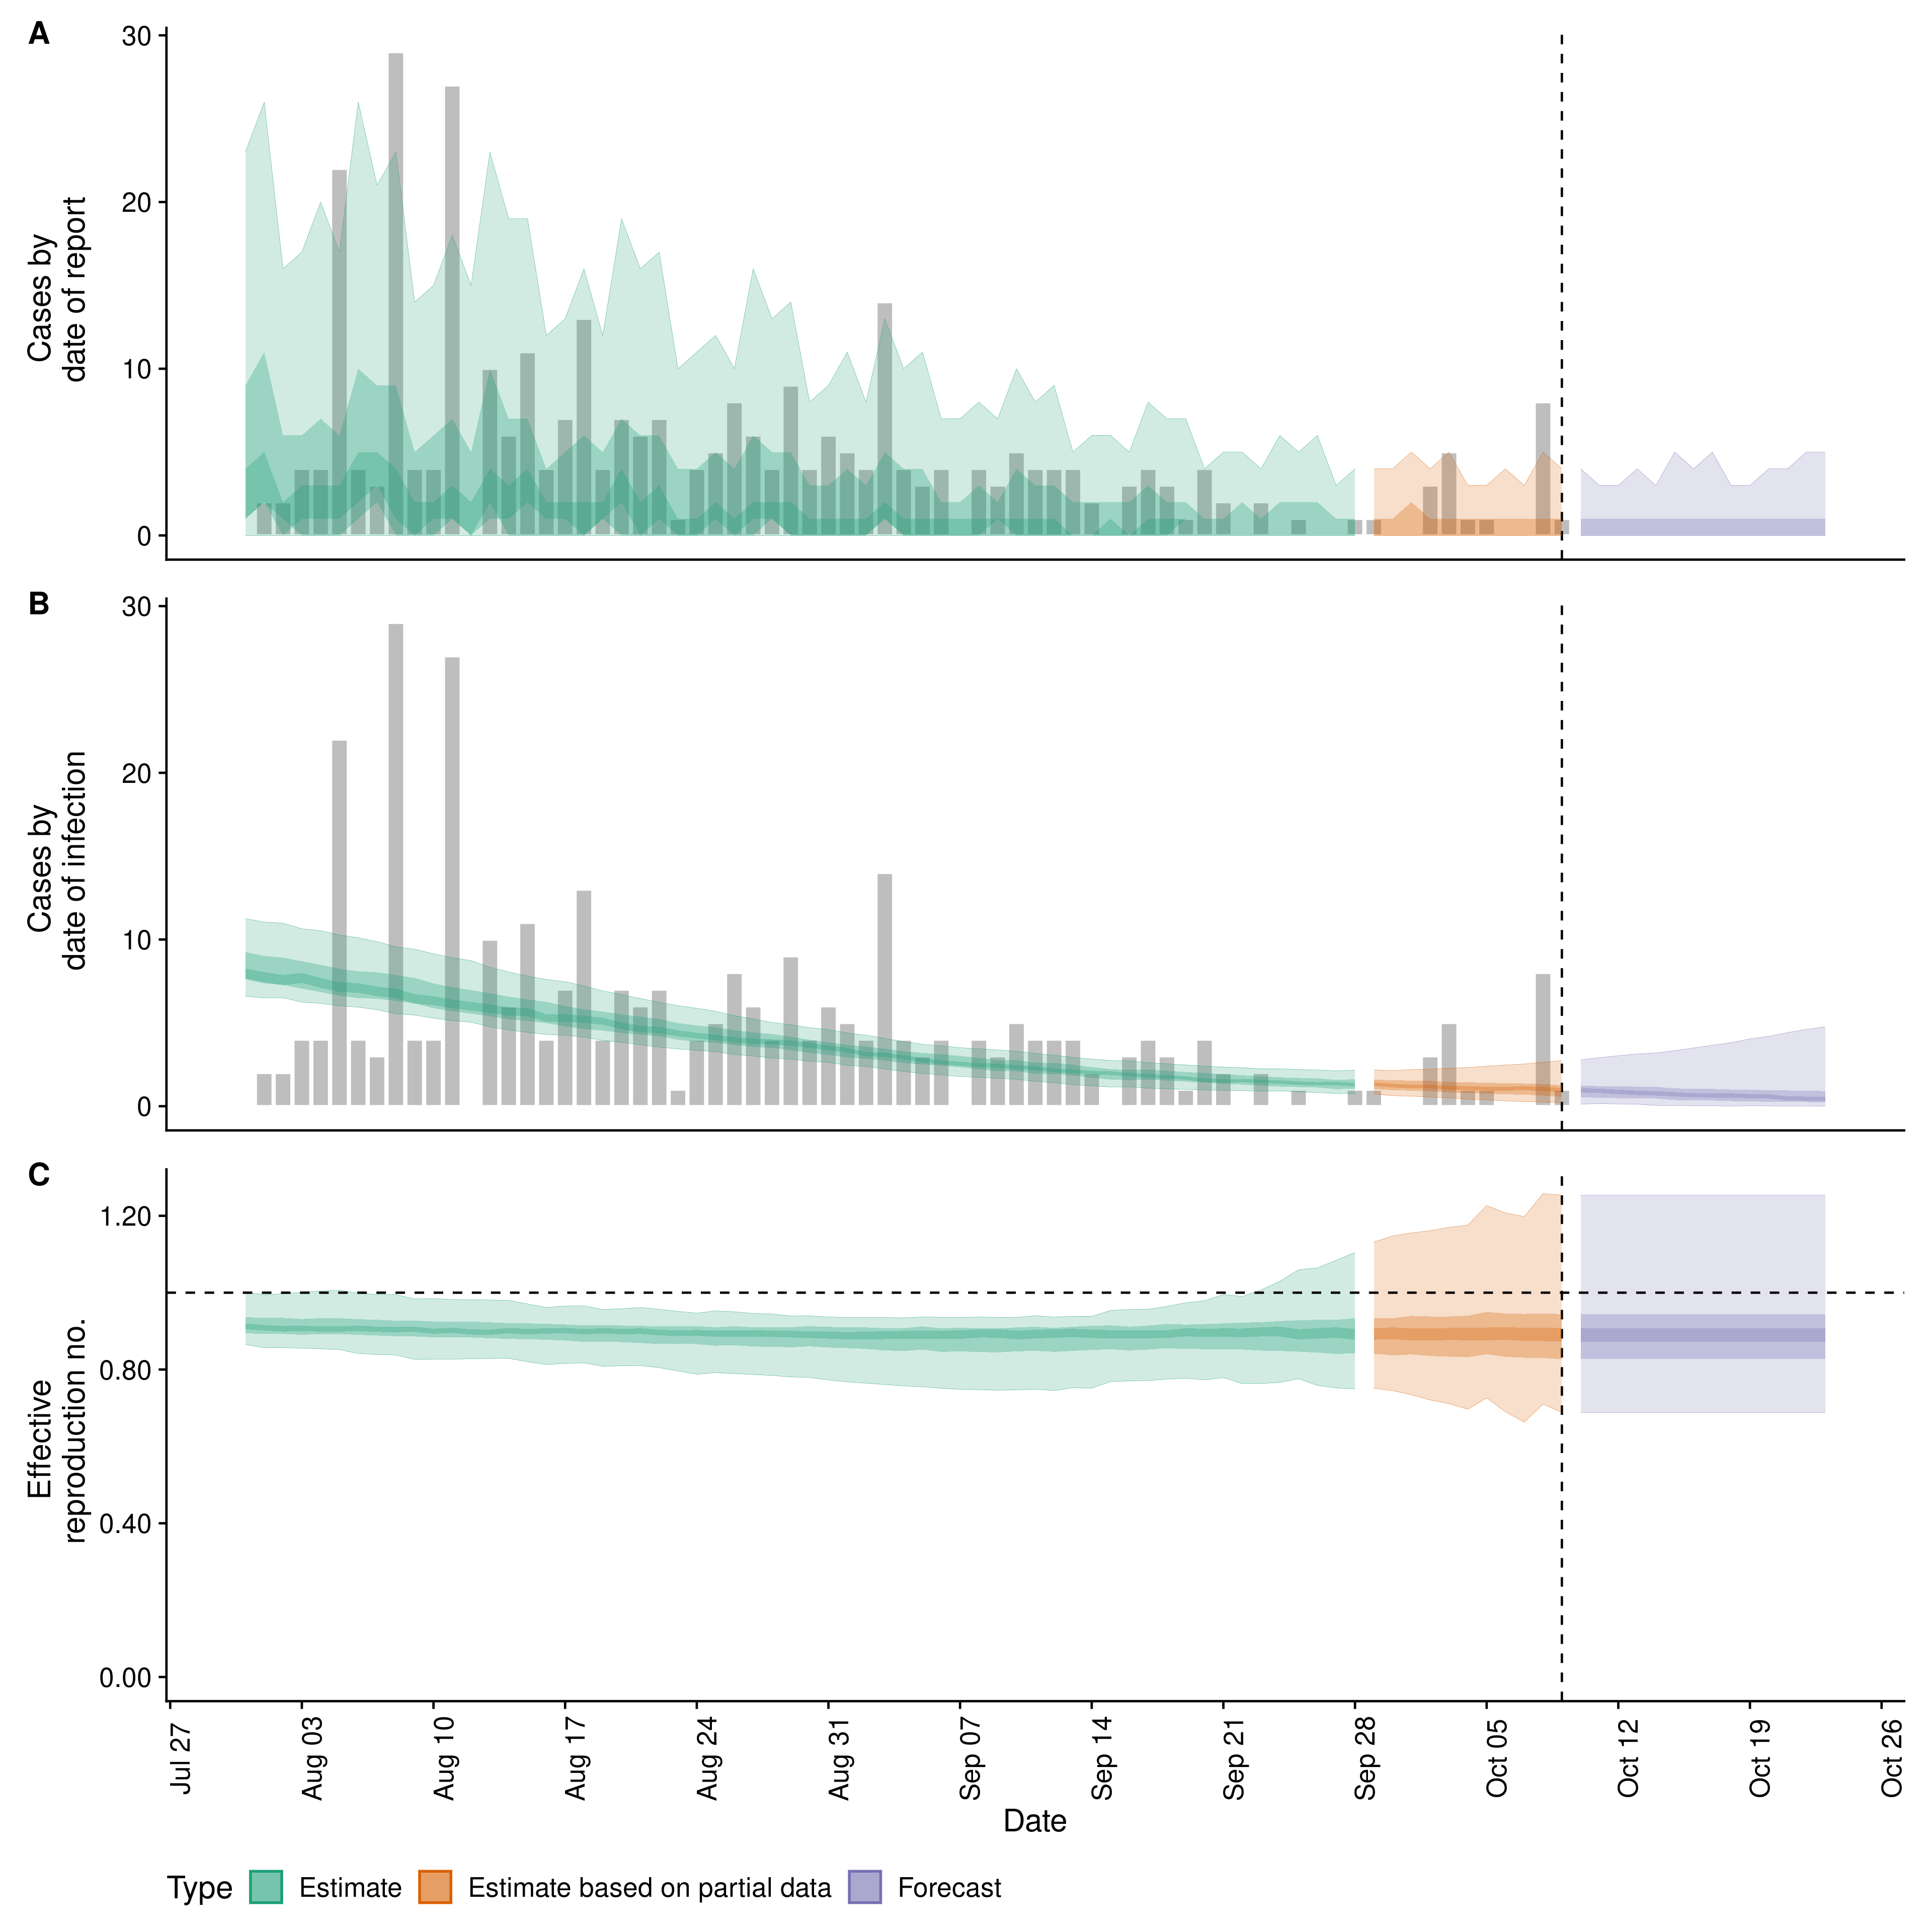 A
Cases by
date of report
30
20
10
0
B
Cases by
date of infection
30
20
10
0
C
Effective
reproduction no.
1.20
0.80
0.40
0.00
Jul 27
Aug 03
Aug 10
Aug 17
Aug 24
Aug 31
Sep 07
Sep 14
Sep 21
Sep 28
Oct 05
Oct 12
Oct 19
Oct 26
Date
Type Estimate Estimate based on partial data Forecast